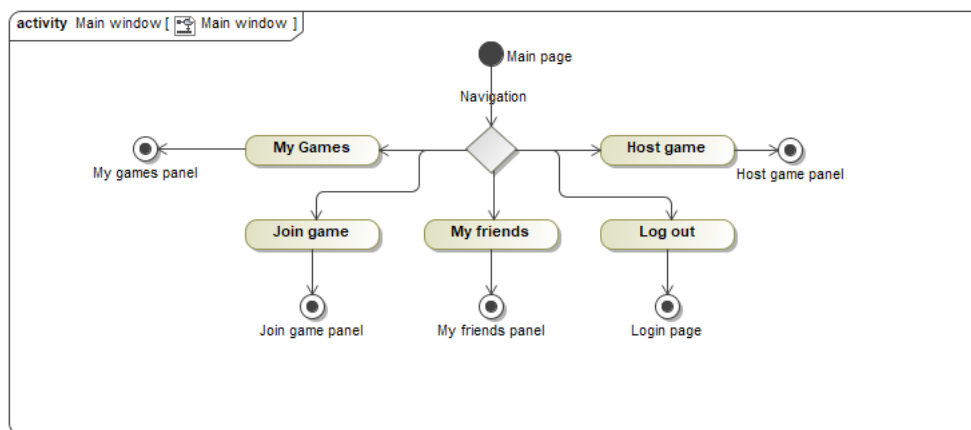 activity Main window [ Main window ]
Main page
Navigation
My Games
Host game
My games panel
Host game panel
Join game
My friends
Log out
Join game panel
My friends panel
Login page